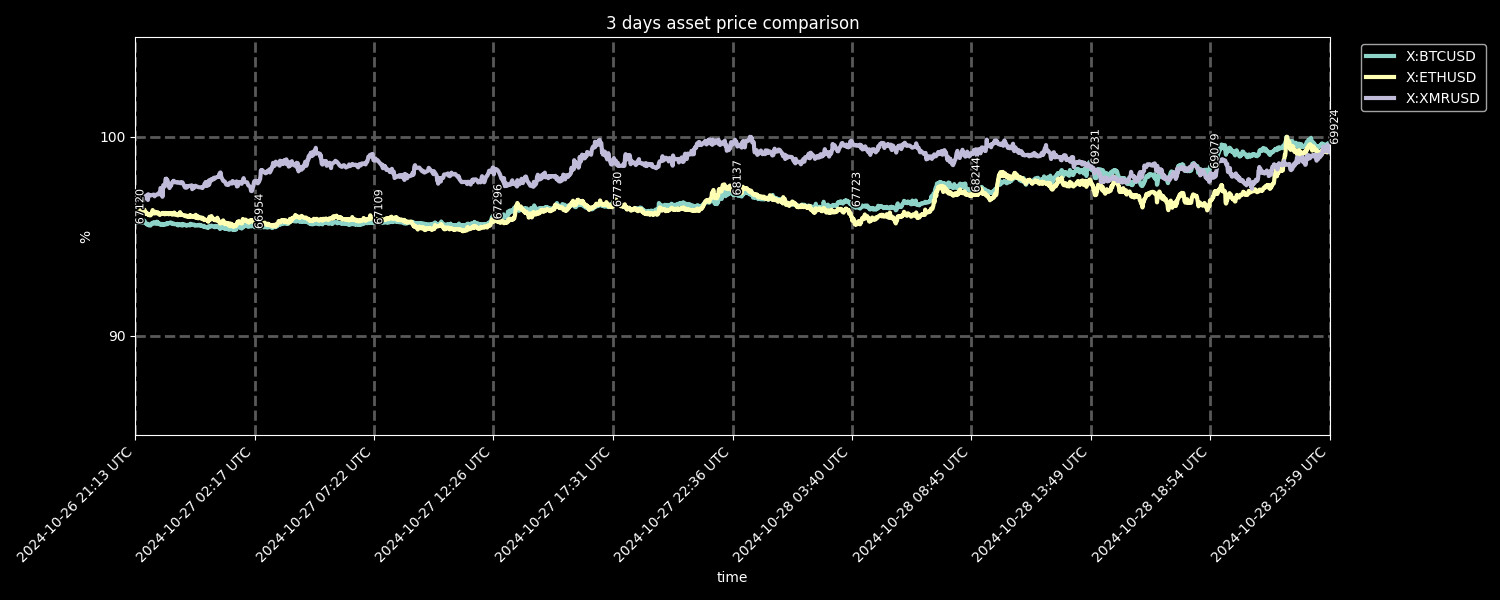 3 days asset price comparison
X:BTCUSD
X:ETHUSD
X:XMRUSD
100
90
%
67120
66954
67109
67296
67730
68137
67723
68244
69231
69079
69924
2024-10-26 21:13 UTC
2024-10-27 02:17 UTC
2024-10-27 07:22 UTC
2024-10-27 12:26 UTC
2024-10-27 17:31 UTC
2024-10-27 22:36 UTC
2024-10-28 03:40 UTC
2024-10-28 08:45 UTC
2024-10-28 13:49 UTC
2024-10-28 18:54 UTC
2024-10-28 23:59 UTC
time